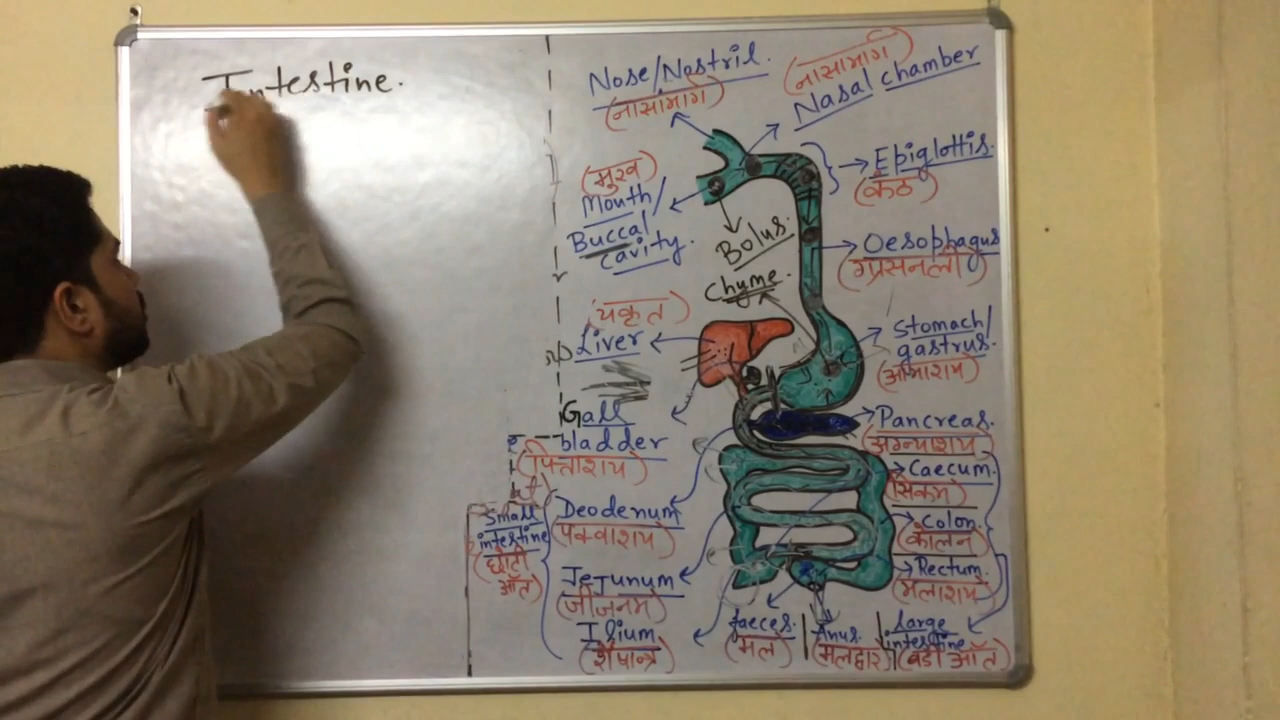 Intestine.
Nose/Nostril.
(नासामार्ग)
(नासामार्ग)
Nasal chamber
Epiglottis.
(कंठ)
(मुख)
Mouth/
Buccal
cavity.
Bolus.
Chyme.
Oesophagus
(ग्रसनली)
(यकृत)
Liver
Stomach/
gastrus.
(आमाशय)
Gall
bladder
(पित्ताशय)
Pancreas.
(अग्न्याशय)
Caecum.
(सिकम)
Colon.
(कोलन)
Rectum.
(मलाशय)
Small
intestine
(छोटी
आँत)
Deodenum
(पक्वाशय)
Jejunum
(जीजनम)
Ilium
(शेषान्त्र)
faeces.
(मल)
Anus.
(मलद्वार)
large
intestine
(बडी आँत)